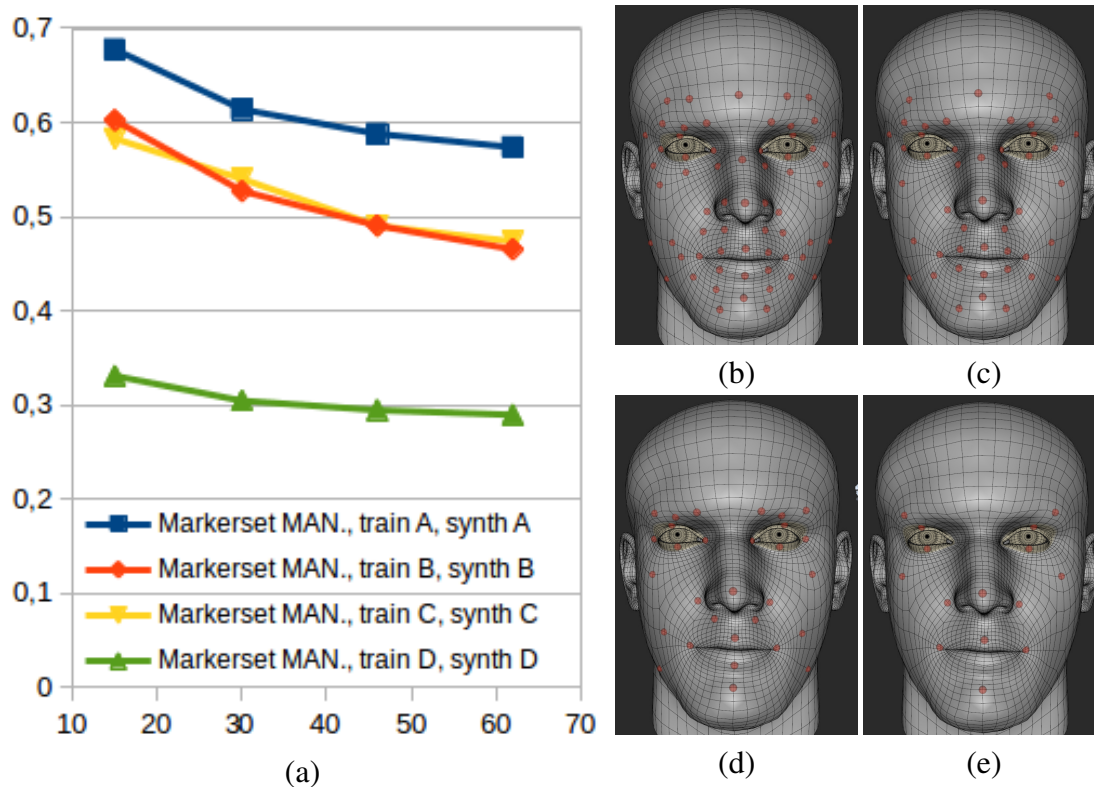 0,7
0,6
0,5
0,4
0,3
0,2
0,1
0
Markerset MAN., train A, synth A
Markerset MAN., train B, synth B
Markerset MAN., train C, synth C
Markerset MAN., train D, synth D
10 20 30 40 50 60 70
(a)
(b) (c)
(d) (e)